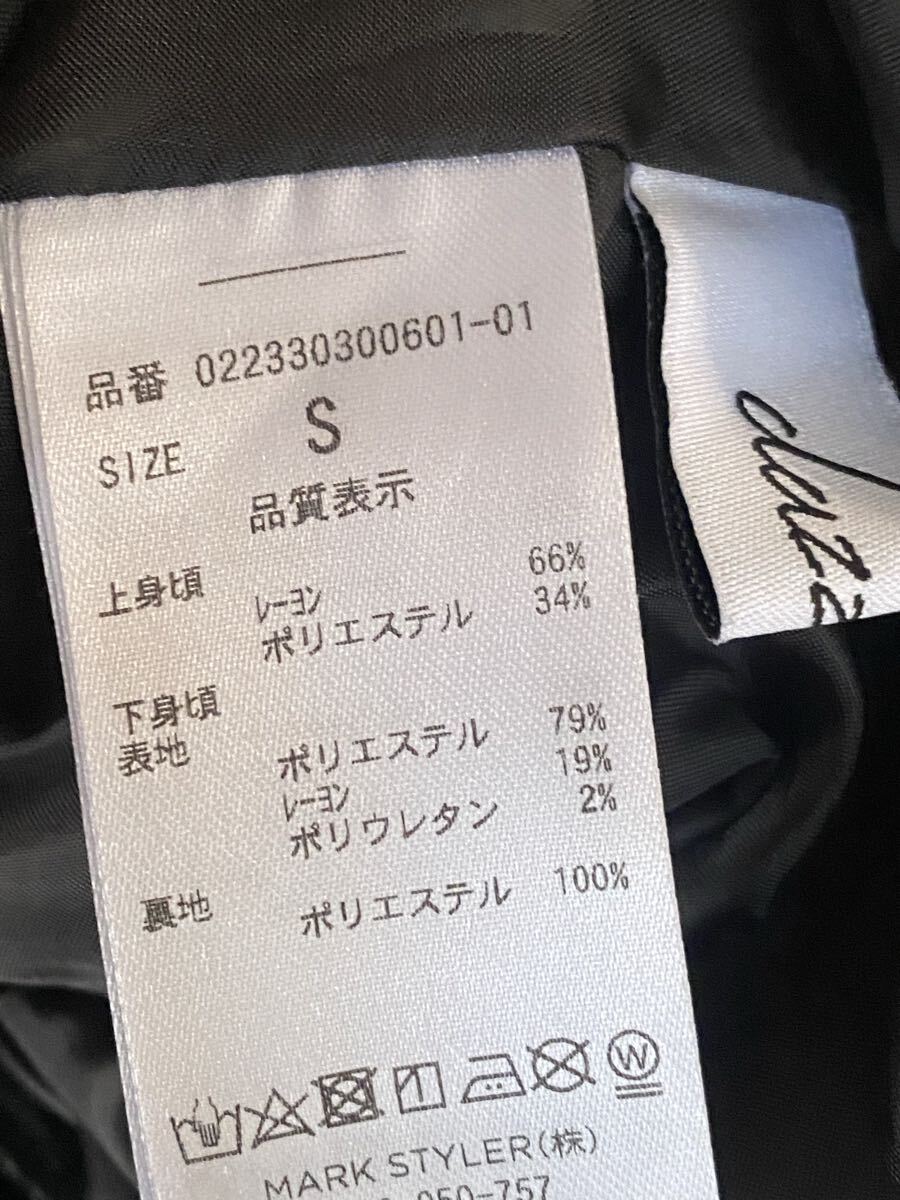 品番 022330300601-01
SIZE S
品質表示
上身頃
レーヨン 66%
ポリエステル 34%
下身頃
表地
ポリエステル 79%
レーヨン 19%
ポリウレタン 2%
裏地 ポリエステル 100%
W
MARK STYLER(株)
050-757
dazz